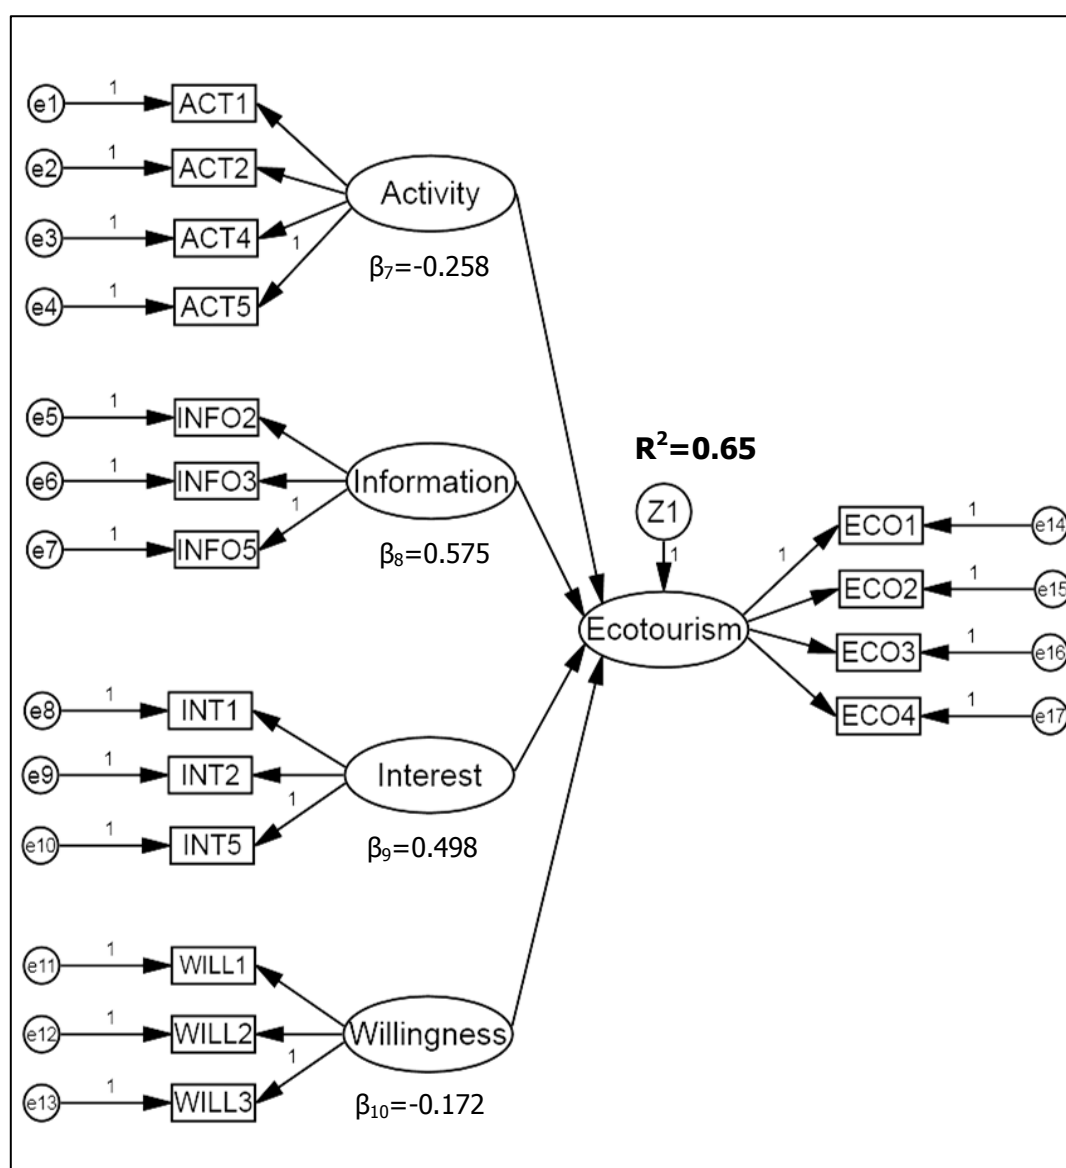 e1 1 ACT1
e2 1 ACT2
e3 1 ACT4
e4 1 ACT5
1
Activity
β₇=-0.258
e5 1 INFO2
e6 1 INFO3
e7 1 INFO5
1
Information
β₈=0.575
e8 1 INT1
e9 1 INT2
e10 1 INT5
1
Interest
β₉=0.498
e11 1 WILL1
e12 1 WILL2
e13 1 WILL3
1
Willingness
β₁₀=-0.172
R²=0.65
Z1
1
Ecotourism
1
ECO1 1 e14
ECO2 1 e15
ECO3 1 e16
ECO4 1 e17